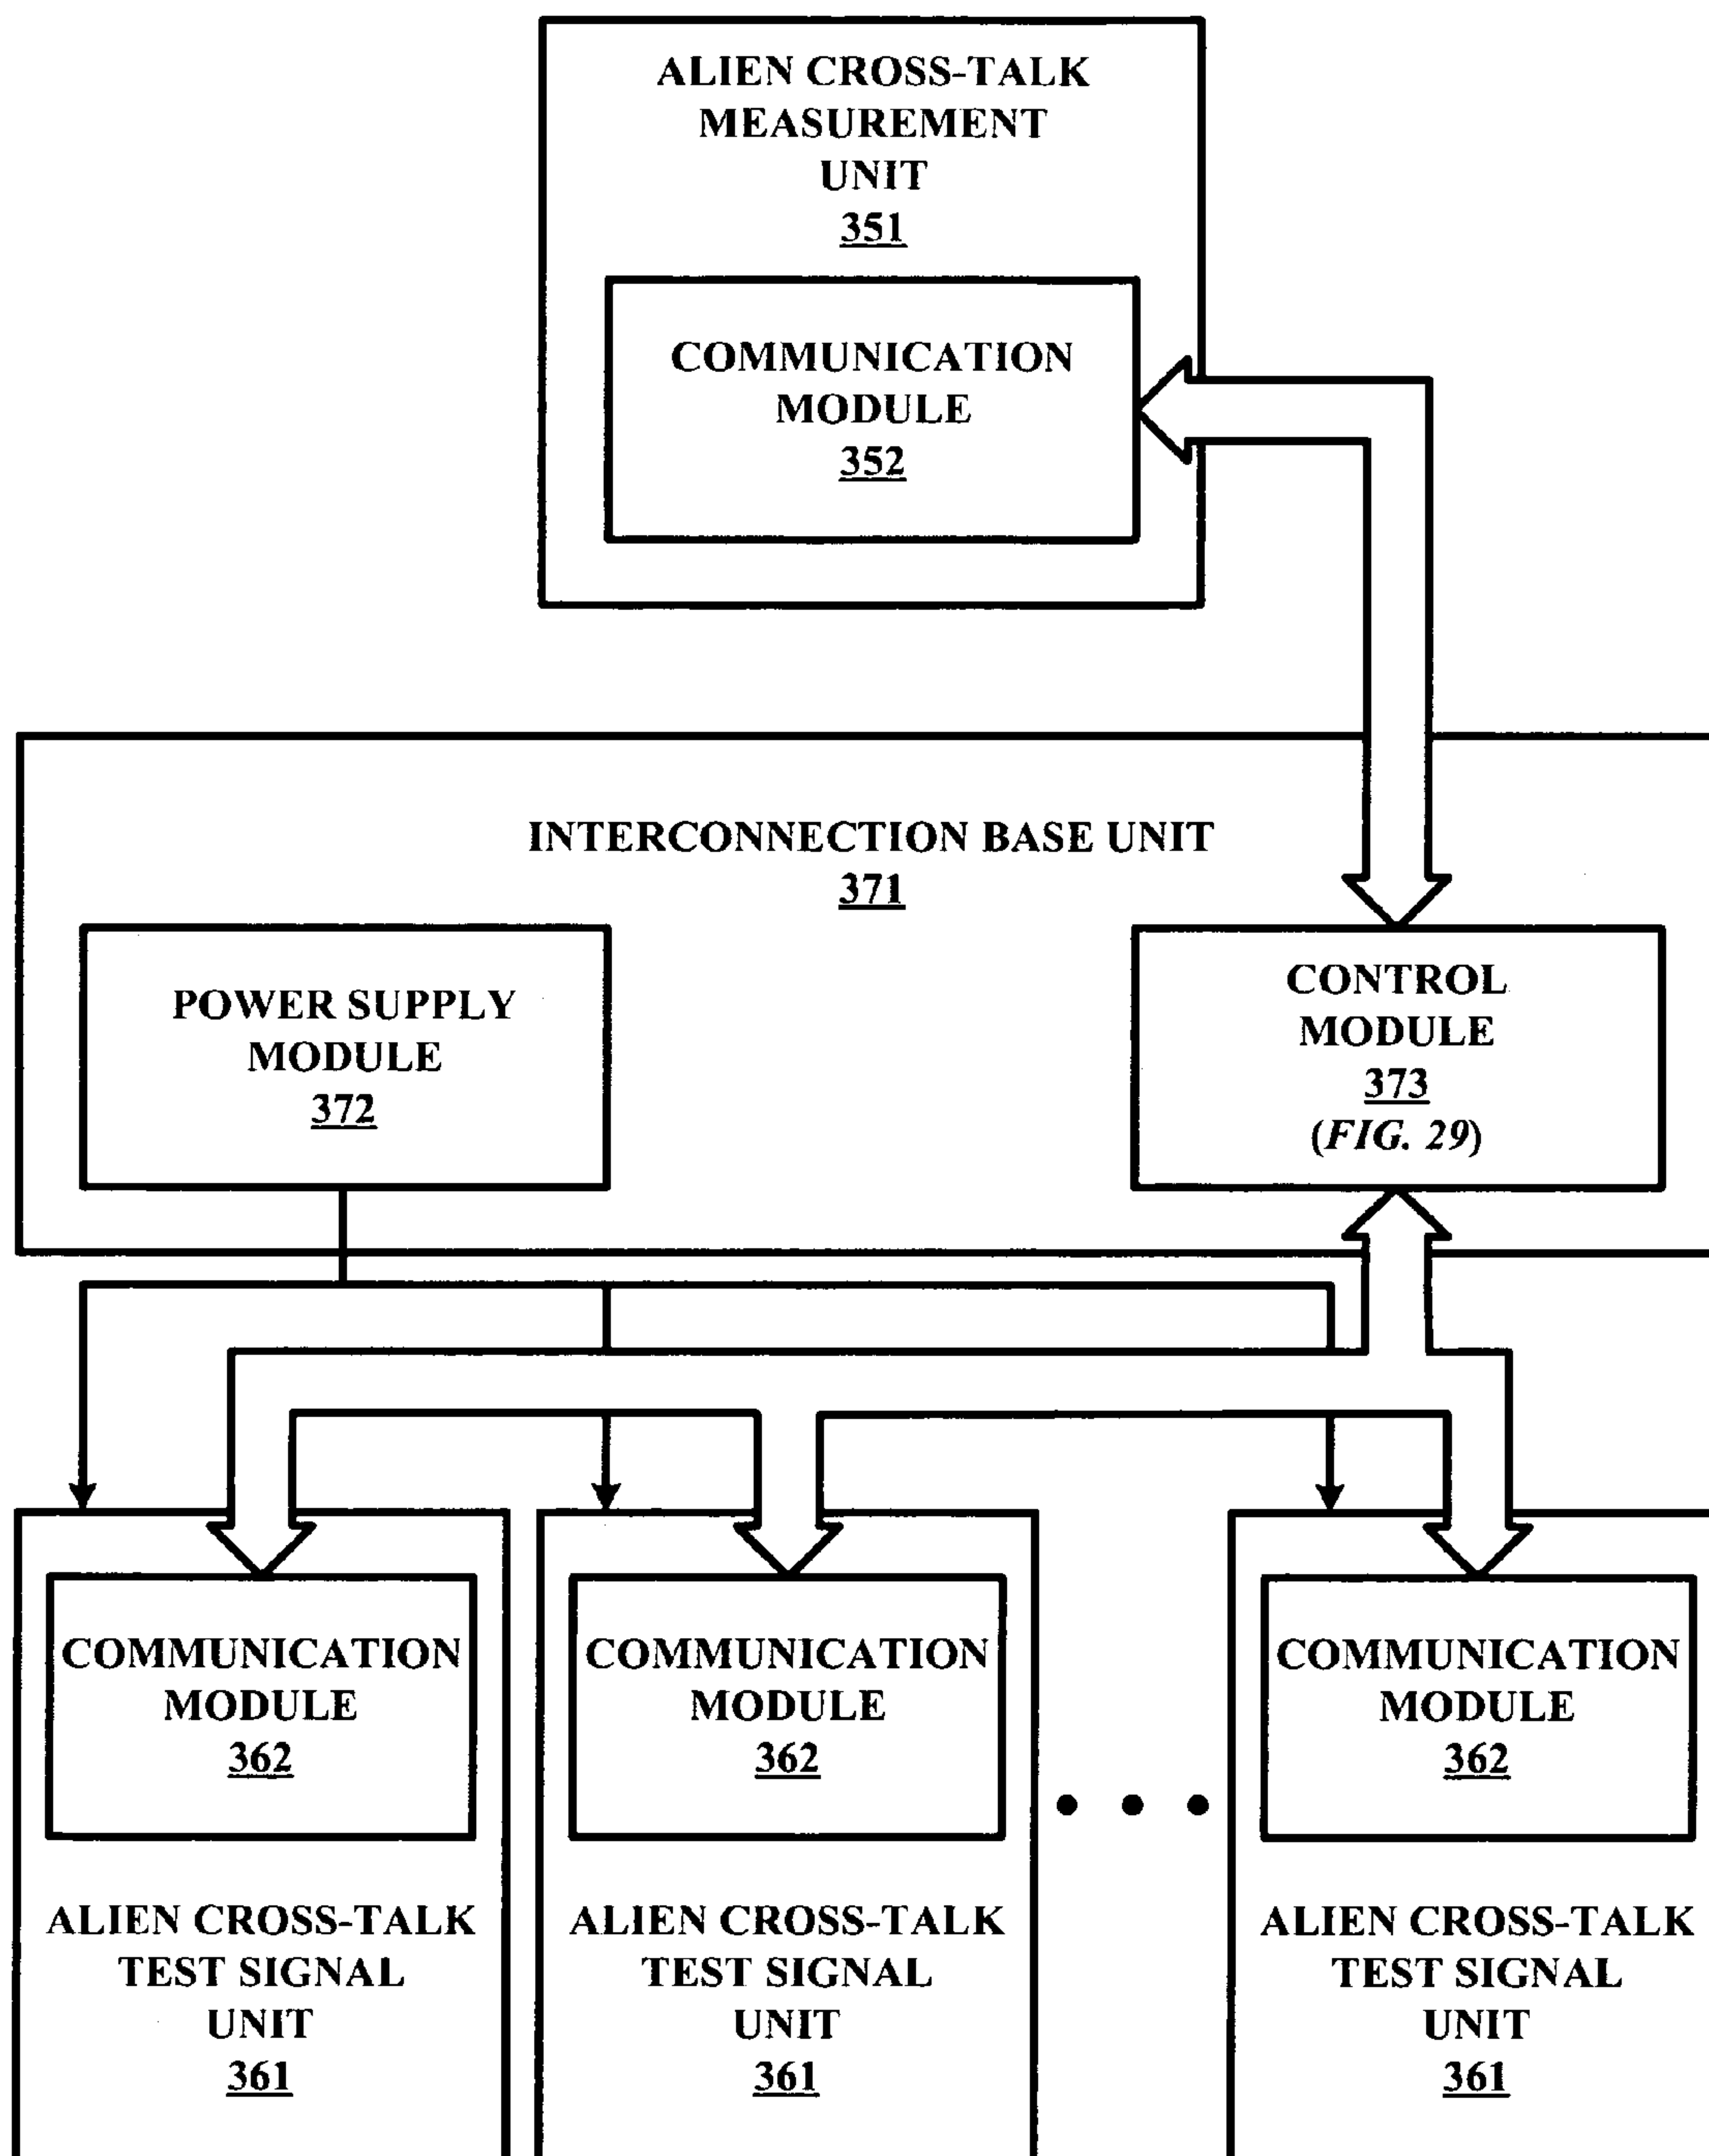 ALIEN CROSS-TALK
MEASUREMENT
UNIT
351
COMMUNICATION
MODULE
352
INTERCONNECTION BASE UNIT
371
POWER SUPPLY
MODULE
372
CONTROL
MODULE
373
(FIG. 29)
COMMUNICATION
MODULE
362
COMMUNICATION
MODULE
362
COMMUNICATION
MODULE
362
ALIEN CROSS-TALK
TEST SIGNAL
UNIT
361
ALIEN CROSS-TALK
TEST SIGNAL
UNIT
361
ALIEN CROSS-TALK
TEST SIGNAL
UNIT
361